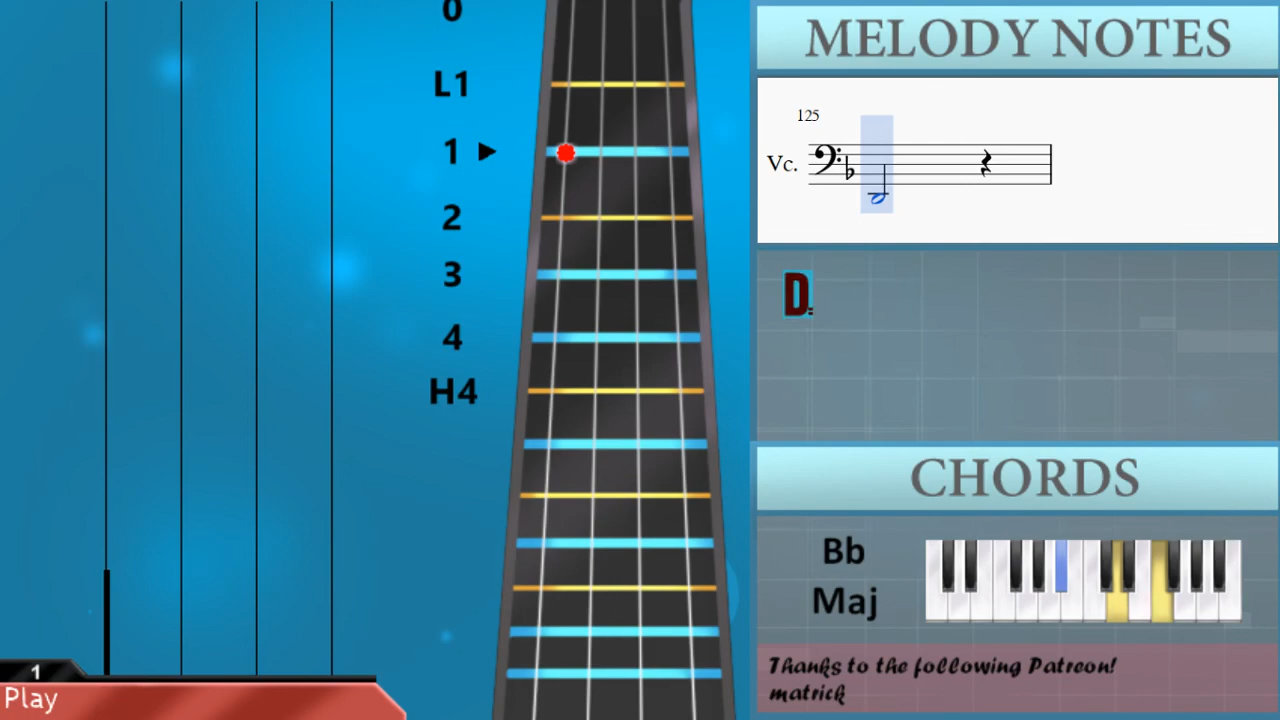 0
L1
1
2
3
4
H4
1
Play
MELODY NOTES
125
Vc.
D
CHORDS
Bb
Maj
Thanks to the following Patreon!
matrick